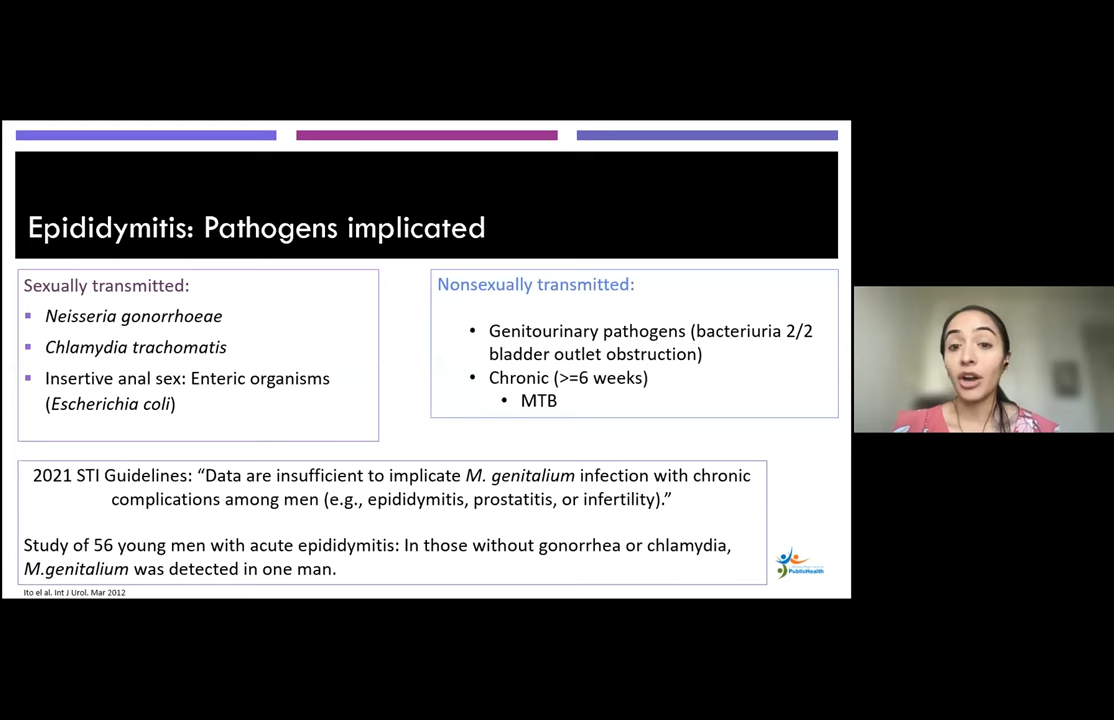 Epididymitis: Pathogens implicated
Sexually transmitted:
Neisseria gonorrhoeae
Chlamydia trachomatis
Insertive anal sex: Enteric organisms
(Escherichia coli)
Nonsexually transmitted:
Genitourinary pathogens (bacteriuria 2/2
bladder outlet obstruction)
Chronic (>=6 weeks)
MTB
2021 STI Guidelines: “Data are insufficient to implicate M. genitalium infection with chronic
complications among men (e.g., epididymitis, prostatitis, or infertility).”
Study of 56 young men with acute epididymitis: In those without gonorrhea or chlamydia,
M.genitalium was detected in one man.
PublicHealth
Ito el al. Int J Urol. Mar 2012